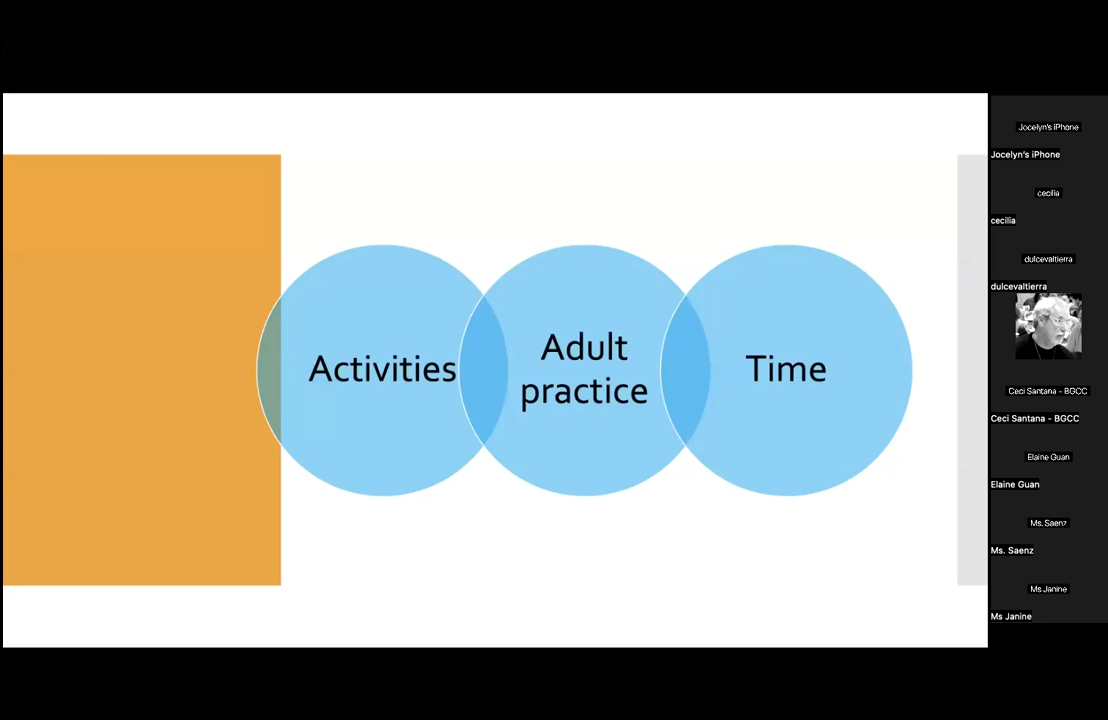 Activities
Adult
practice
Time
Jocelyn's iPhone
Jocelyn's iPhone
cecilia
cecilia
dulcevaltierra
dulcevaltierra
Ceci Santana - BGCC
Ceci Santana - BGCC
Elaine Guan
Elaine Guan
Ms. Saenz
Ms. Saenz
Ms Janine
Ms Janine